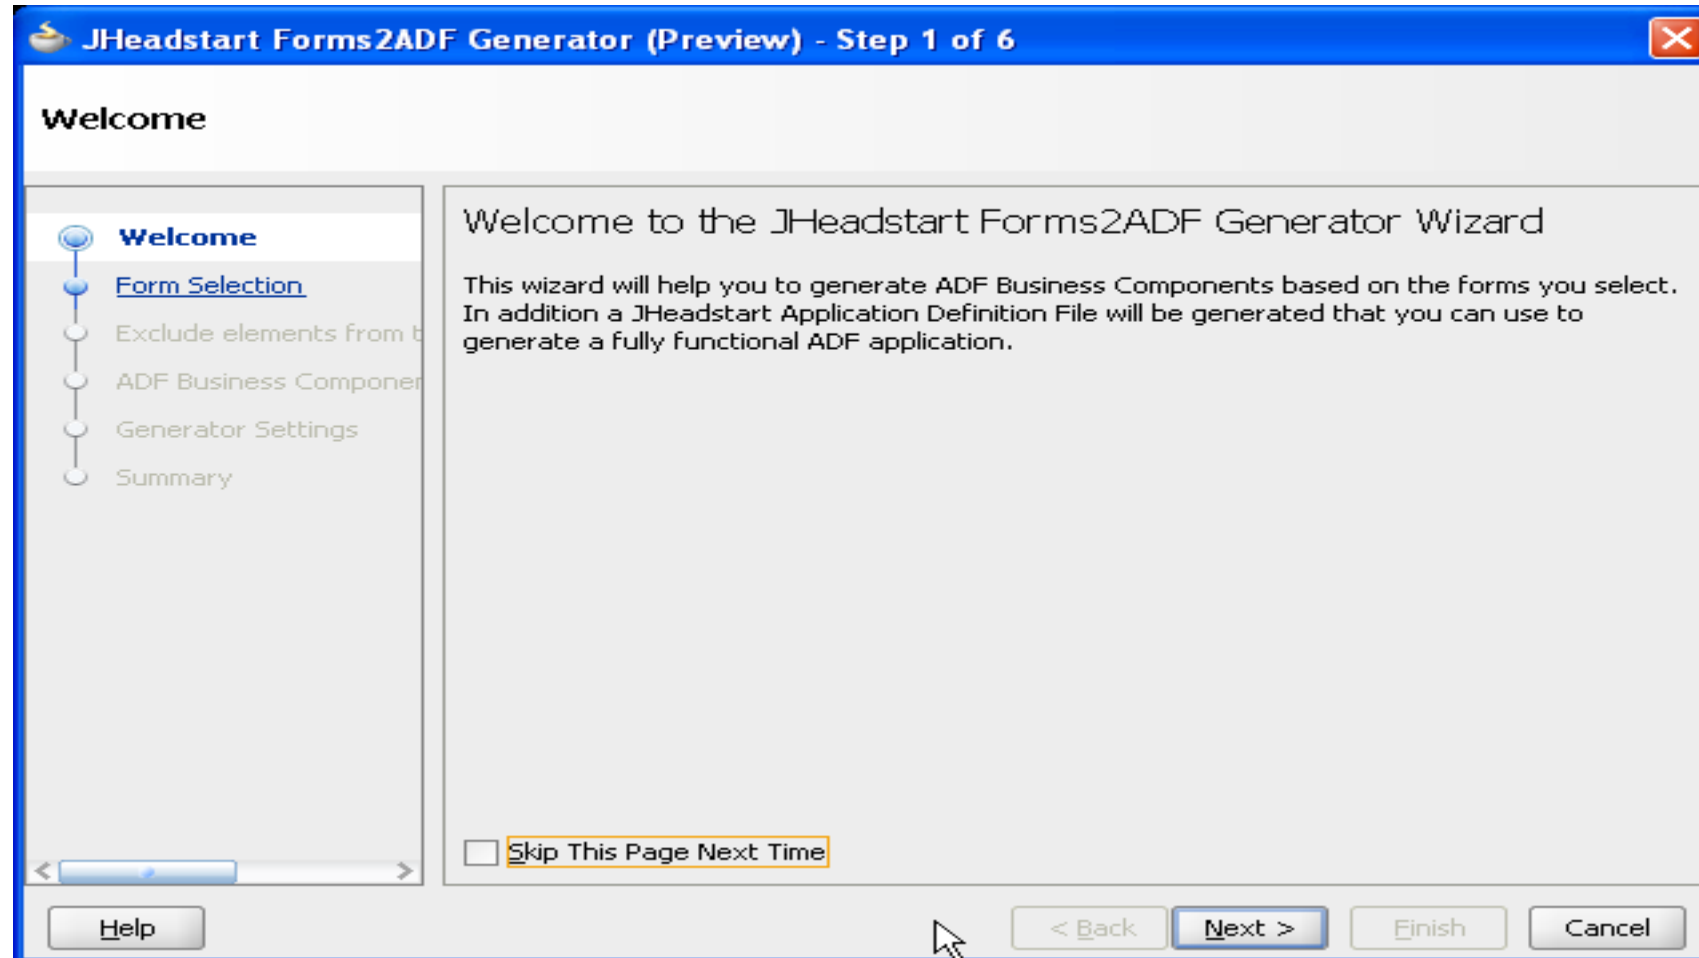 JHeadstart Forms2ADF Generator (Preview) - Step 1 of 6
Welcome
Welcome
Form Selection
Exclude elements from t
ADF Business Componer
Generator Settings
Summary
Welcome to the JHeadstart Forms2ADF Generator Wizard
This wizard will help you to generate ADF Business Components based on the forms you select.
In addition a JHeadstart Application Definition File will be generated that you can use to
generate a fully functional ADF application.
Skip This Page Next Time
Help
< Back
Next >
Finish
Cancel